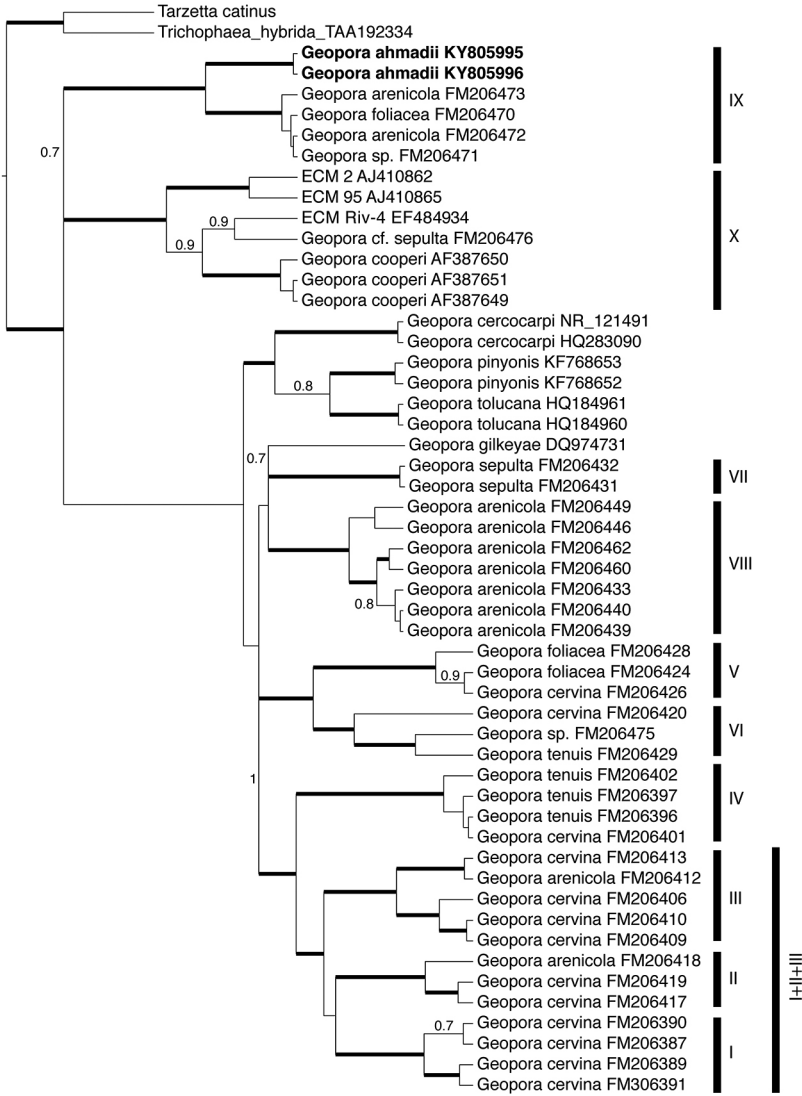 Tarzetta catinus
Trichophaea_hybrida_TAA192334
Geopora ahmadii KY805995
Geopora ahmadii KY805996
Geopora arenicola FM206473
Geopora foliacea FM206470
IX
Geopora arenicola FM206472
0.7
Geopora sp. FM206471
ECM 2 AJ410862
ECM 95 AJ410865
0.9
ECM Riv-4 EF484934
0.9
Geopora cf. sepulta FM206476
X
Geopora cooperi AF387650
Geopora cooperi AF387651
Geopora cooperi AF387649
Geopora cercocarpi NR_121491
Geopora cercocarpi HQ283090
Geopora pinyonis KF768653
0.8
Geopora pinyonis KF768652
Geopora tolucana HQ184961
Geopora tolucana HQ184960
Geopora gilkeyae DQ974731
0.7
Geopora sepulta FM206432
VII
Geopora sepulta FM206431
Geopora arenicola FM206449
Geopora arenicola FM206446
Geopora arenicola FM206462
VIII
Geopora arenicola FM206460
Geopora arenicola FM206433
0.8
Geopora arenicola FM206440
Geopora arenicola FM206439
Geopora foliacea FM206428
0.9
Geopora foliacea FM206424
V
Geopora cervina FM206426
Geopora cervina FM206420
Geopora sp. FM206475
VI
Geopora tenuis FM206429
1
Geopora tenuis FM206402
Geopora tenuis FM206397
IV
Geopora tenuis FM206396
Geopora cervina FM206401
Geopora cervina FM206413
Geopora arenicola FM206412
Geopora cervina FM206406
III
Geopora cervina FM206410
Geopora cervina FM206409
Geopora arenicola FM206418
Geopora cervina FM206419
II
Geopora cervina FM206417
I+II+III
0.7
Geopora cervina FM206390
Geopora cervina FM206387
I
Geopora cervina FM206389
Geopora cervina FM306391